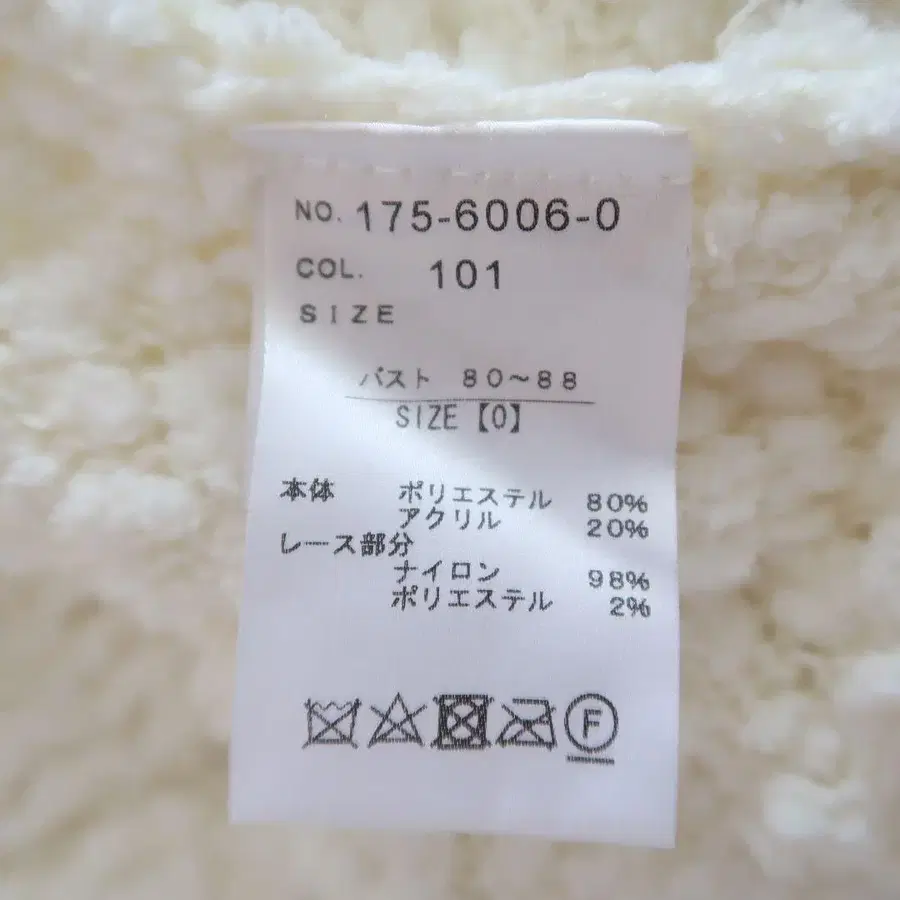 NO. 175-6006-0
COL. 101
SIZE
バスト 80～88
SIZE【0】
本体 ポリエステル 80%
アクリル 20%
レース部分
ナイロン 98%
ポリエステル 2%
F